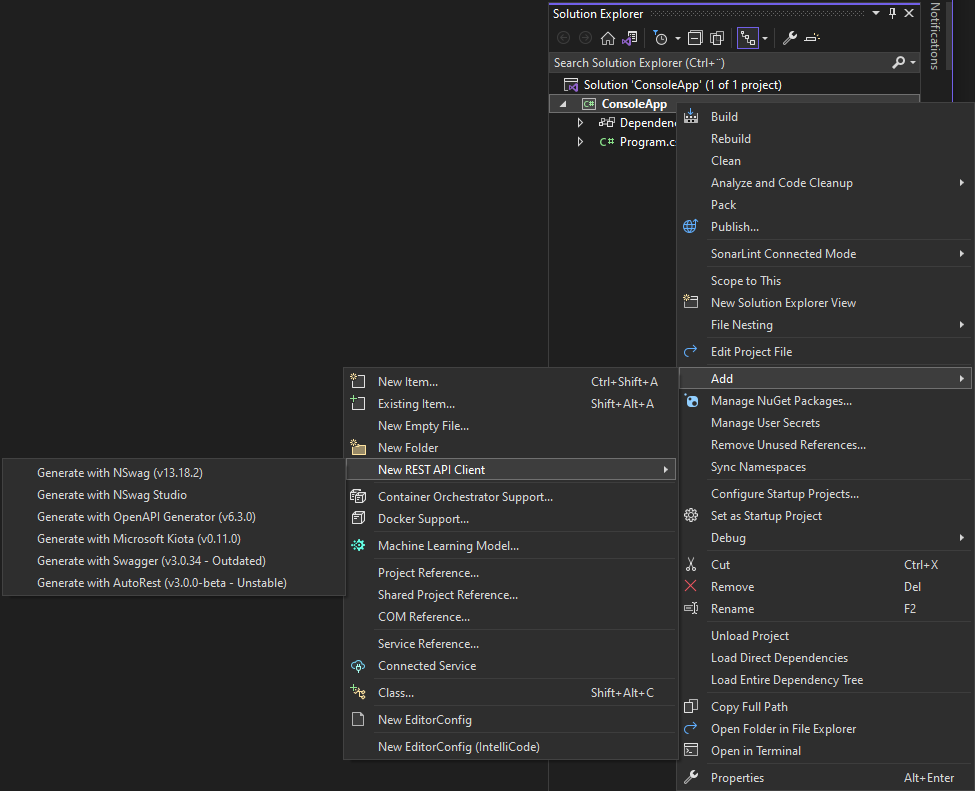 Solution Explorer
Search Solution Explorer (Ctrl+¨)
Solution 'ConsoleApp' (1 of 1 project)
C# ConsoleApp
Dependen
C# Program.c
Notifications
Build
Rebuild
Clean
Analyze and Code Cleanup
Pack
Publish...
SonarLint Connected Mode
Scope to This
New Solution Explorer View
File Nesting
Edit Project File
Add
Manage NuGet Packages...
Manage User Secrets
Remove Unused References...
Sync Namespaces
Configure Startup Projects...
Set as Startup Project
Debug
Cut Ctrl+X
Remove Del
Rename F2
Unload Project
Load Direct Dependencies
Load Entire Dependency Tree
Copy Full Path
Open Folder in File Explorer
Open in Terminal
Properties Alt+Enter
New Item... Ctrl+Shift+A
Existing Item... Shift+Alt+A
New Empty File...
New Folder
New REST API Client
Container Orchestrator Support...
Docker Support...
Machine Learning Model...
Project Reference...
Shared Project Reference...
COM Reference...
Service Reference...
Connected Service
Class... Shift+Alt+C
New EditorConfig
New EditorConfig (IntelliCode)
Generate with NSwag (v13.18.2)
Generate with NSwag Studio
Generate with OpenAPI Generator (v6.3.0)
Generate with Microsoft Kiota (v0.11.0)
Generate with Swagger (v3.0.34 - Outdated)
Generate with AutoRest (v3.0.0-beta - Unstable)